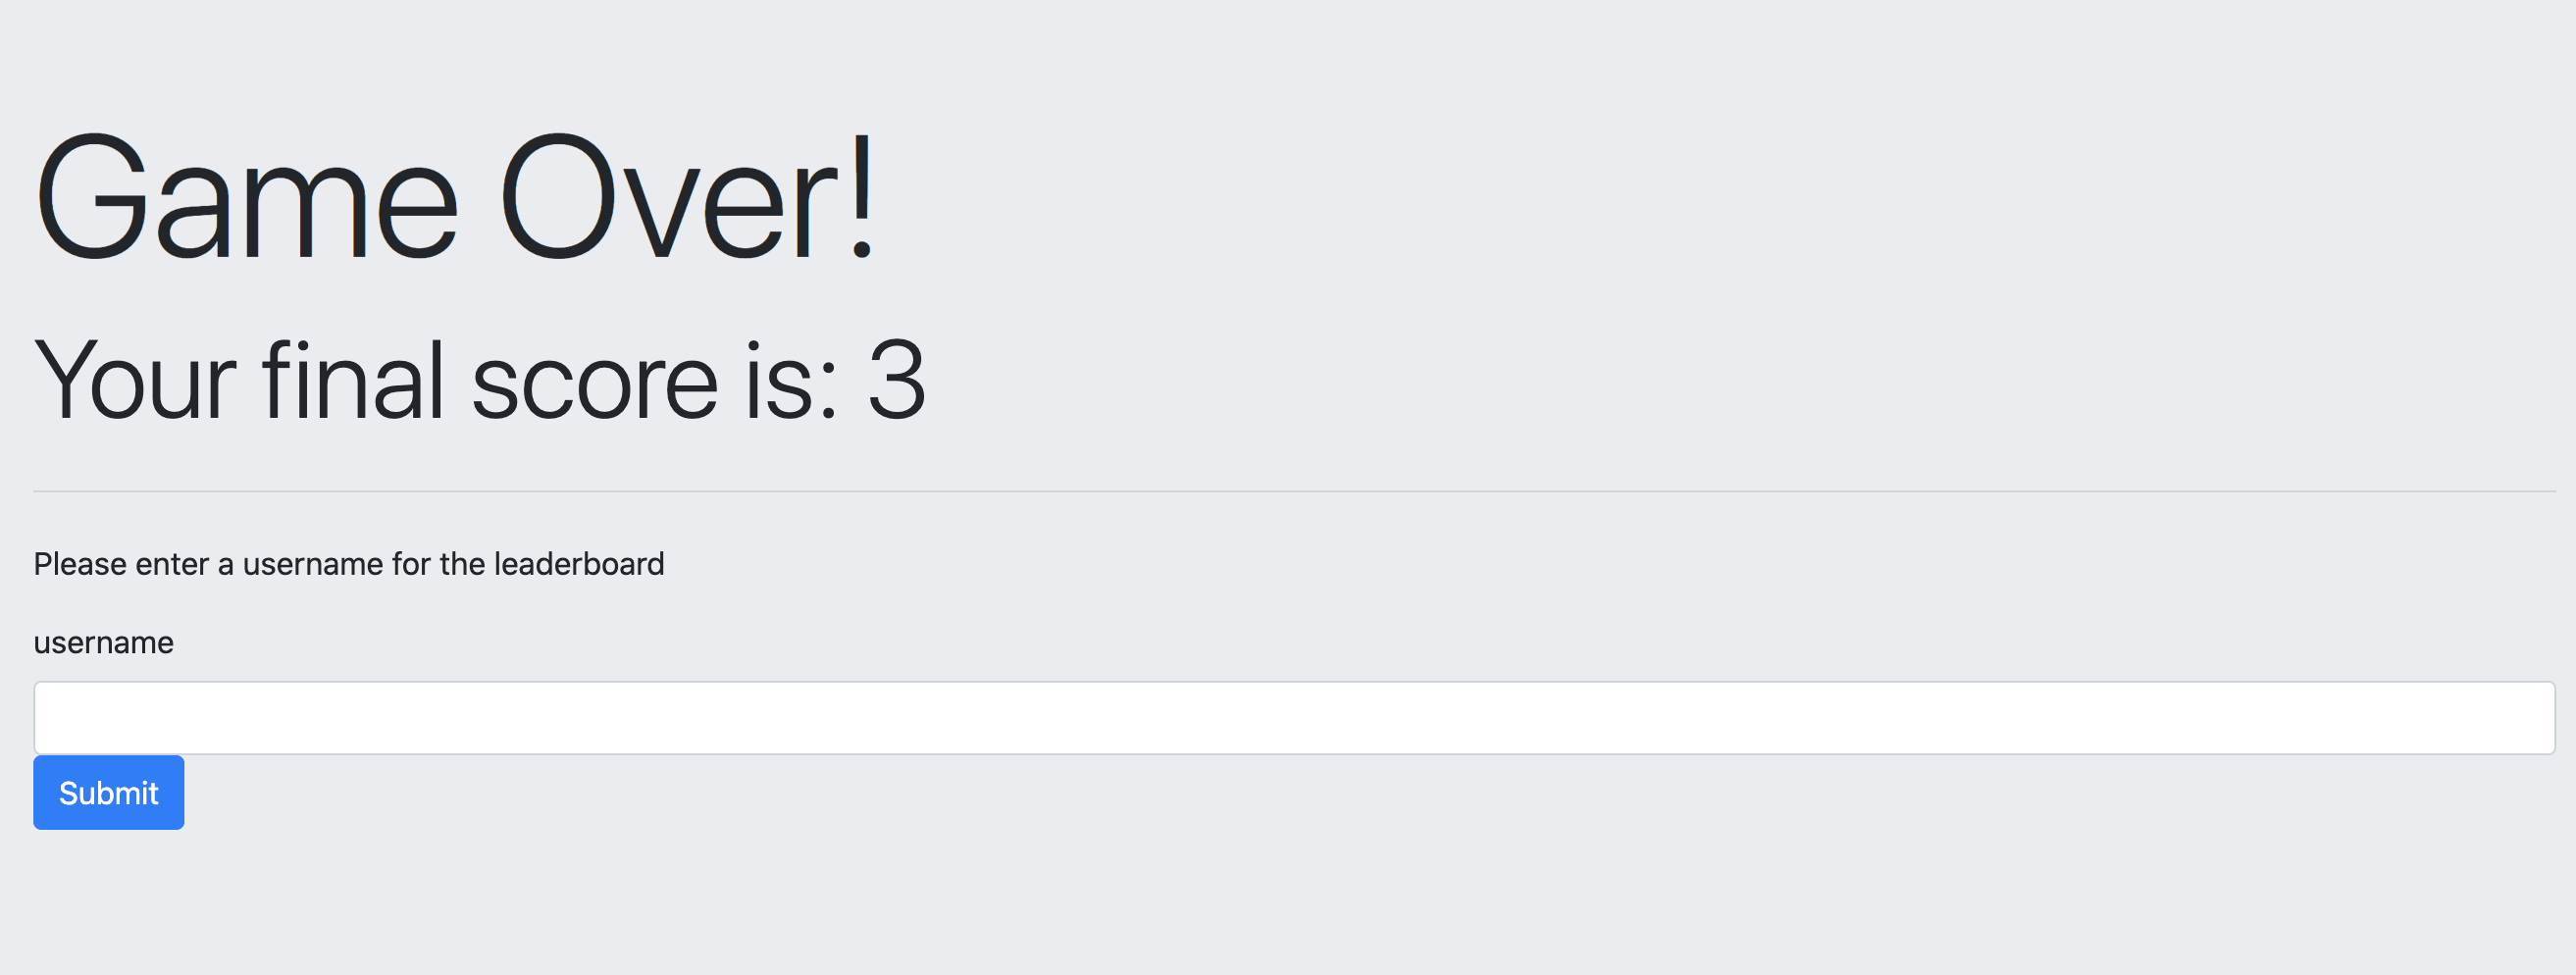 Game Over!
Your final score is: 3
Please enter a username for the leaderboard
username
Submit